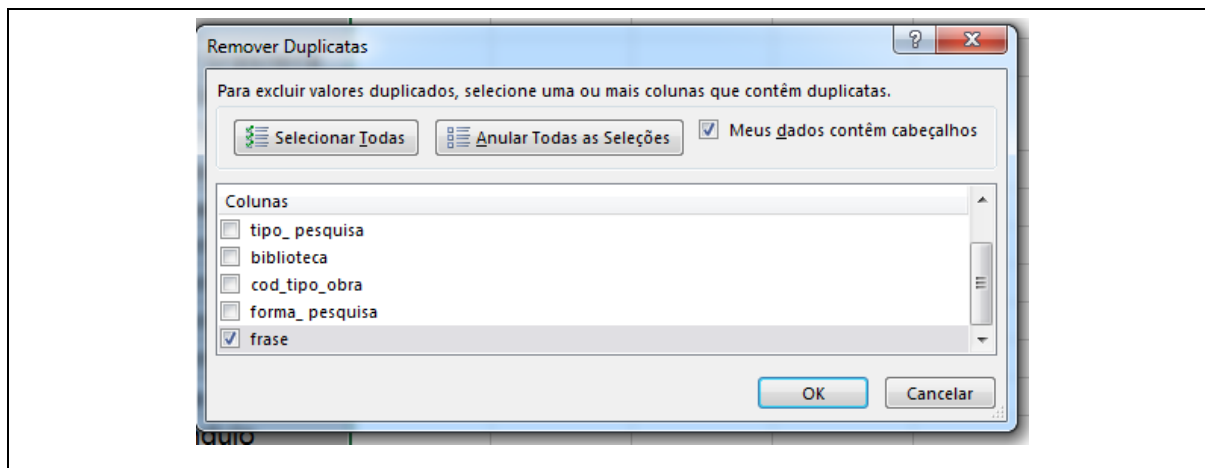 Remover Duplicatas
Para excluir valores duplicados, selecione uma ou mais colunas que contêm duplicatas.
Selecionar Todas Anular Todas as Seleções Meus dados contêm cabeçalhos
Colunas
tipo_ pesquisa
biblioteca
cod_tipo_obra
forma_ pesquisa
frase
OK Cancelar